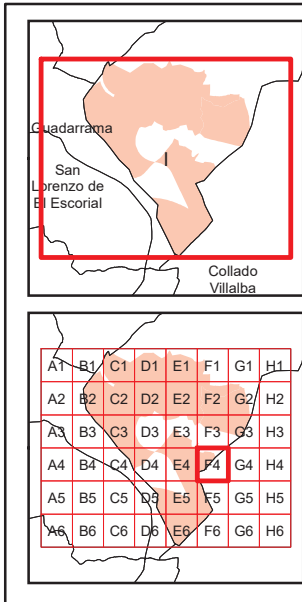 Guadarrama
San
Lorenzo de
El Escorial
Collado
Villalba
A1 B1 C1 D1 E1 F1 G1 H1
A2 B2 C2 D2 E2 F2 G2 H2
A3 B3 C3 D3 E3 F3 G3 H3
A4 B4 C4 D4 E4 F4 G4 H4
A5 B5 C5 D5 E5 F5 G5 H5
A6 B6 C6 D6 E6 F6 G6 H6